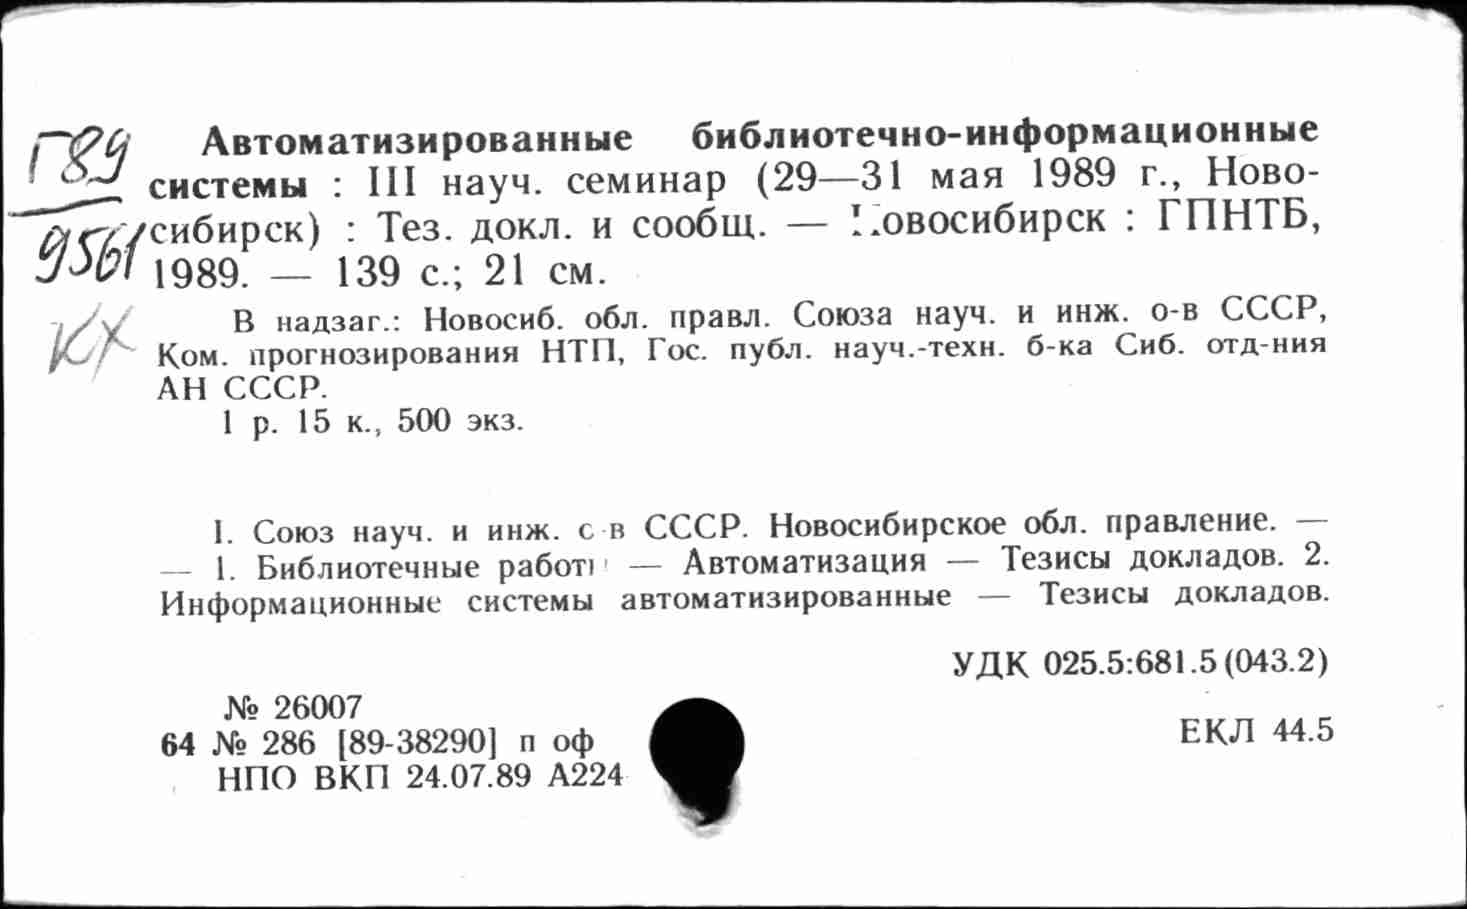 Г89
9561
КХ
Автоматизированные библиотечно-информационные
системы : III науч. семинар (29—31 мая 1989 г., Ново-
сибирск) : Тез. докл. и сообщ. — Новосибирск : ГПНТБ,
1989. — 139 с.; 21 см.
В надзаг.: Новосиб. обл. правл. Союза науч. и инж. о-в СССР,
Ком. прогнозирования НТП, Гос. публ. науч.-техн. б-ка Сиб. отд-ния
АН СССР.
1 р. 15 к., 500 экз.
I. Союз науч. и инж. о-в СССР. Новосибирское обл. правление. —
— 1. Библиотечные работы — Автоматизация — Тезисы докладов. 2.
Информационные системы автоматизированные — Тезисы докладов.
УДК 025.5:681.5(043.2)
№ 26007
64 № 286 [89-38290] п оф
ЕКЛ 44.5
НПО ВКП 24.07.89 А224